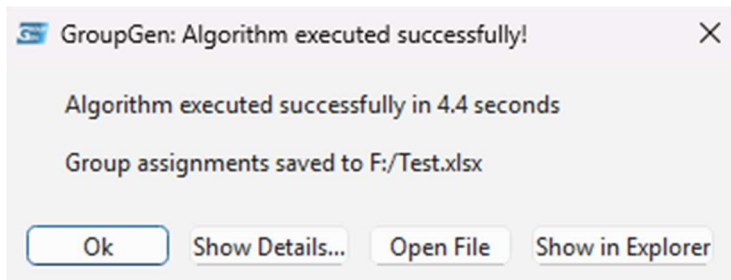 GroupGen: Algorithm executed successfully!
Algorithm executed successfully in 4.4 seconds
Group assignments saved to F:/Test.xlsx
Ok Show Details... Open File Show in Explorer